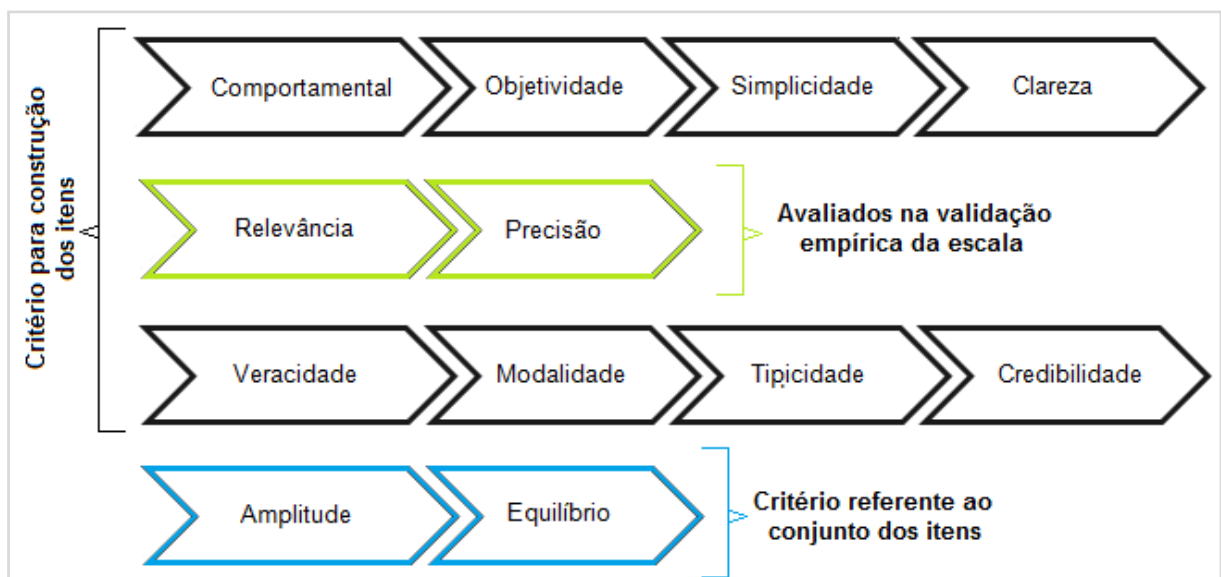 Critério para construção
dos itens
Comportamental
Objetividade
Simplicidade
Clareza
Relevância
Precisão
Avaliados na validação
empírica da escala
Veracidade
Modalidade
Tipicidade
Credibilidade
Amplitude
Equilíbrio
Critério referente ao
conjunto dos itens